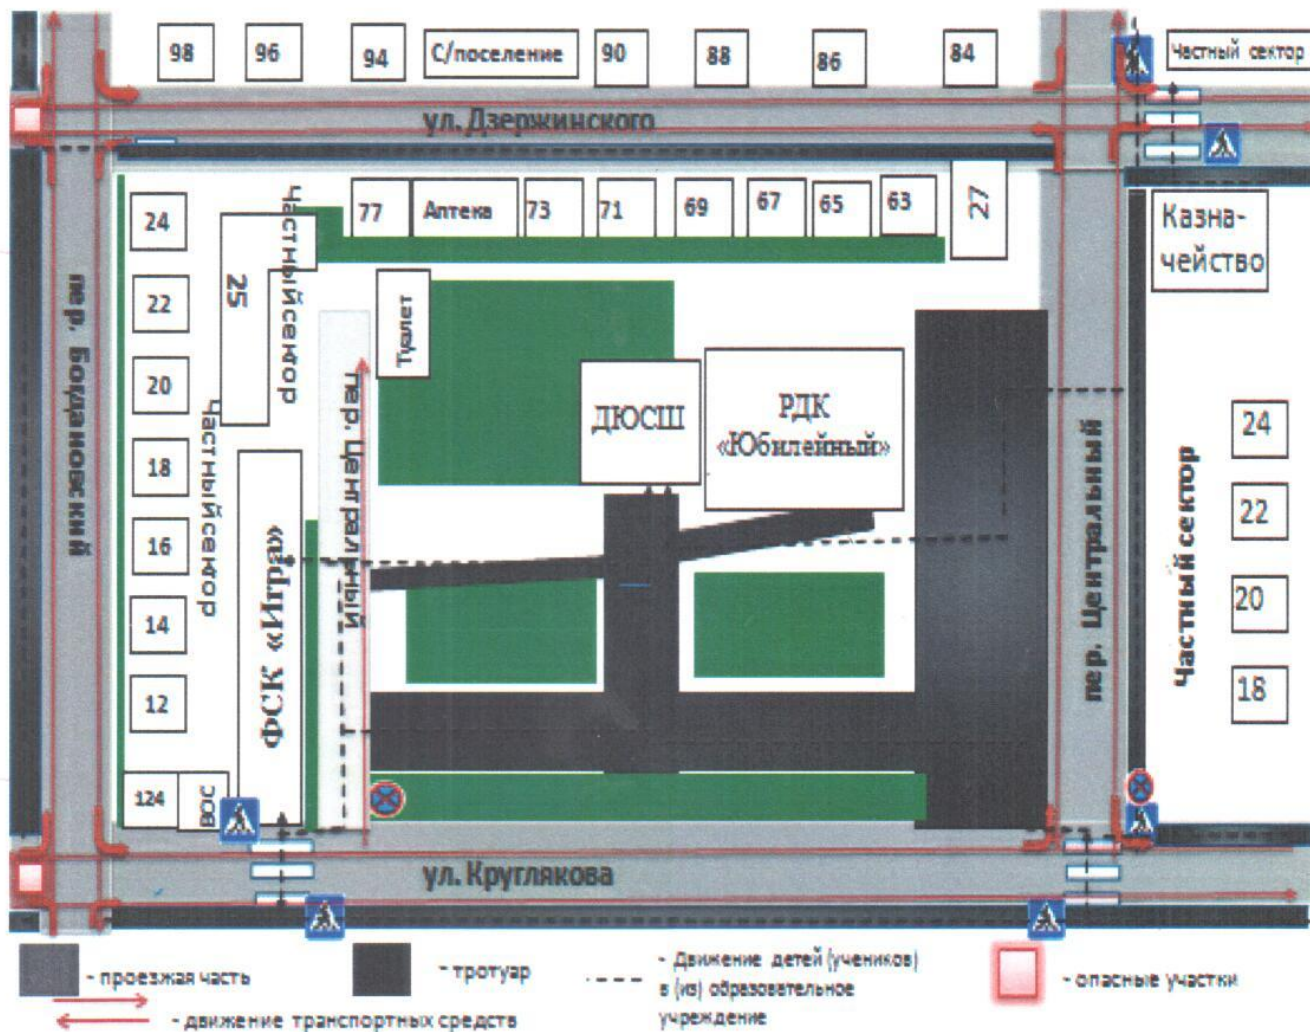 98
96
94
С/поселение
90
88
86
84
Частный сектор
ул. Дзержинского
24
22
20
18
16
14
12
124
ВОС
пер. Богдановский
Частный сектор
25
Частный сектор
ФСК «Игра»
пер. Центральный
77
Аптека
73
71
69
67
65
63
27
Туалет
ДЮСШ
РДК
«Юбилейный»
пер. Центральный
Казна-
чейство
Частный сектор
24
22
20
18
ул. Круглякова
- проезжая часть
- движение транспортных средств
- тротуар
- Движение детей (учеников)
в (из) образовательное
учреждение
- опасные участки